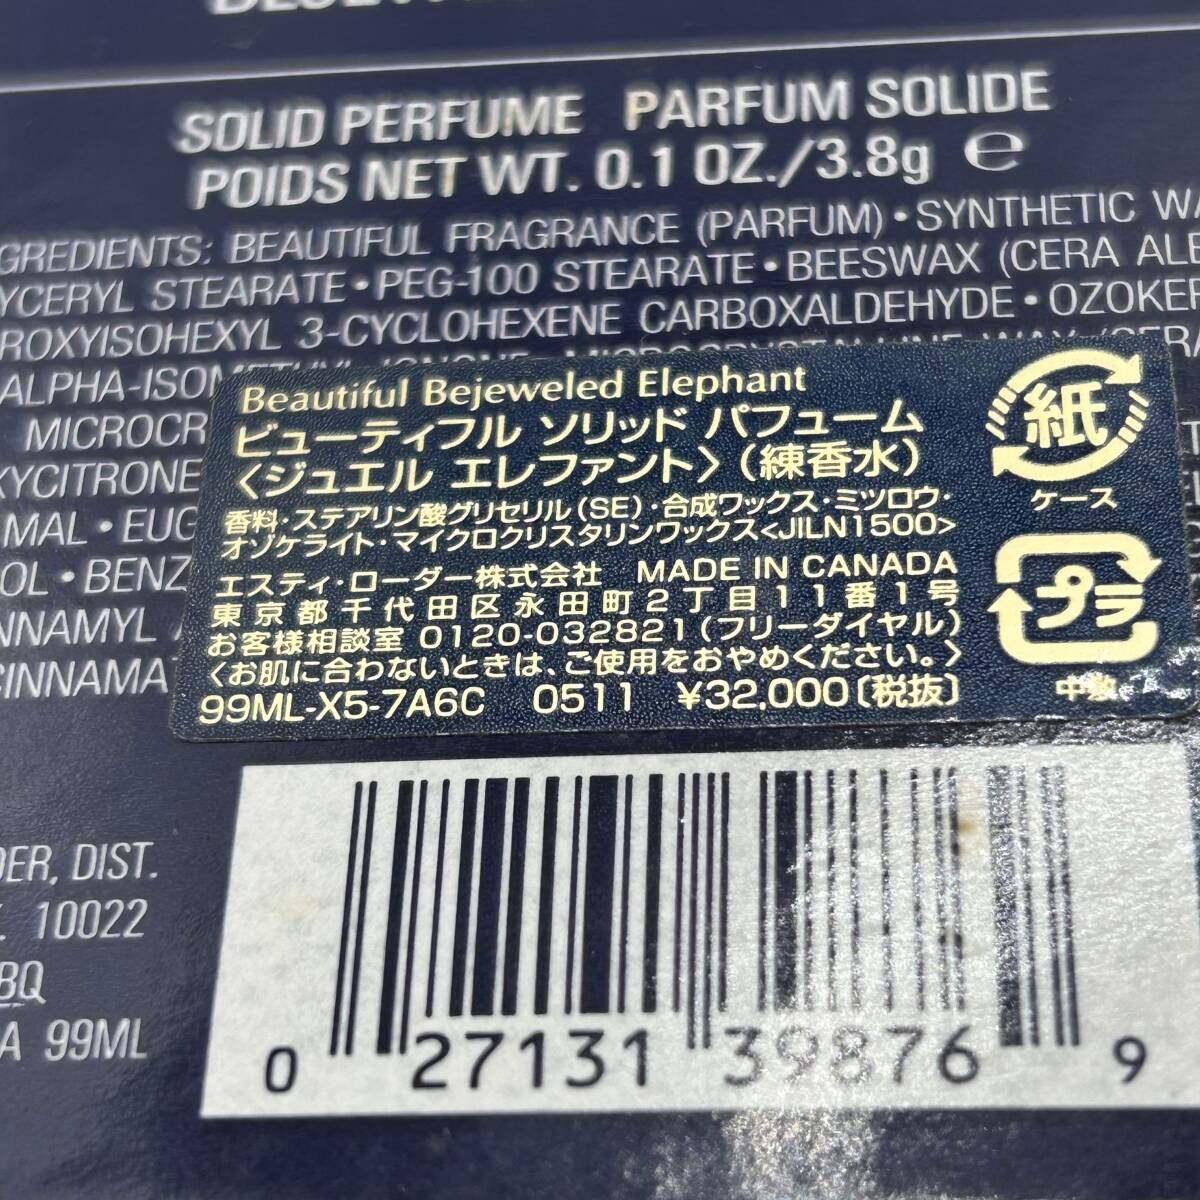 SOLID PERFUME PARFUM SOLIDE
POIDS NET WT. 0.1 OZ./3.8g ℮
GREDIENTS: BEAUTIFUL FRAGRANCE (PARFUM) • SYNTHETIC WA
YCERYL STEARATE • PEG-100 STEARATE • BEESWAX (CERA ALB
ROXYISOHEXYL 3-CYCLOHEXENE CARBOXALDEHYDE • OZOKER
ALPHA-ISOMETHYL IONONE • MICROCRYSTALLINE WAX (CERA
MICROCR
XYCITRONE
MAL • EUG
OL • BENZ
NNAMYL A
CINNAMAT
Beautiful Bejeweled Elephant
ビューティフル ソリッド パフューム
〈ジュエル エレファント〉(練香水)
香料・ステアリン酸グリセリル(SE)・合成ワックス・ミツロウ・
オゾケライト・マイクロクリスタリンワックス<JILN1500>
エスティ・ローダー株式会社 MADE IN CANADA
東京都千代田区永田町2丁目11番1号
お客様相談室 0120-032821(フリーダイヤル)
〈お肌に合わないときは、ご使用をおやめください。〉
99ML-X5-7A6C 0511 ¥32,000〔税抜〕
紙
ケース
プラ
中敷
DER, DIST.
10022
BQ
A 99ML
0 27131 39876 9